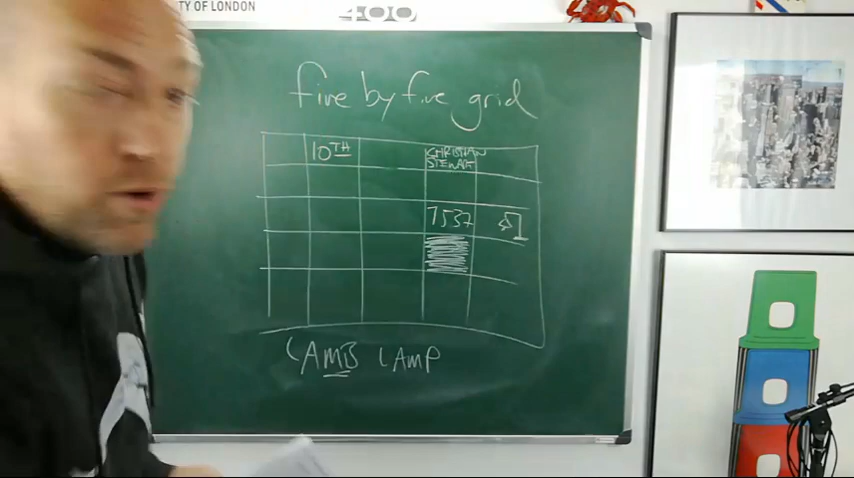 TY OF LONDON
400
five by five grid
10TH
CHRISTIAN
STEWART
7537
LAMB LAMP